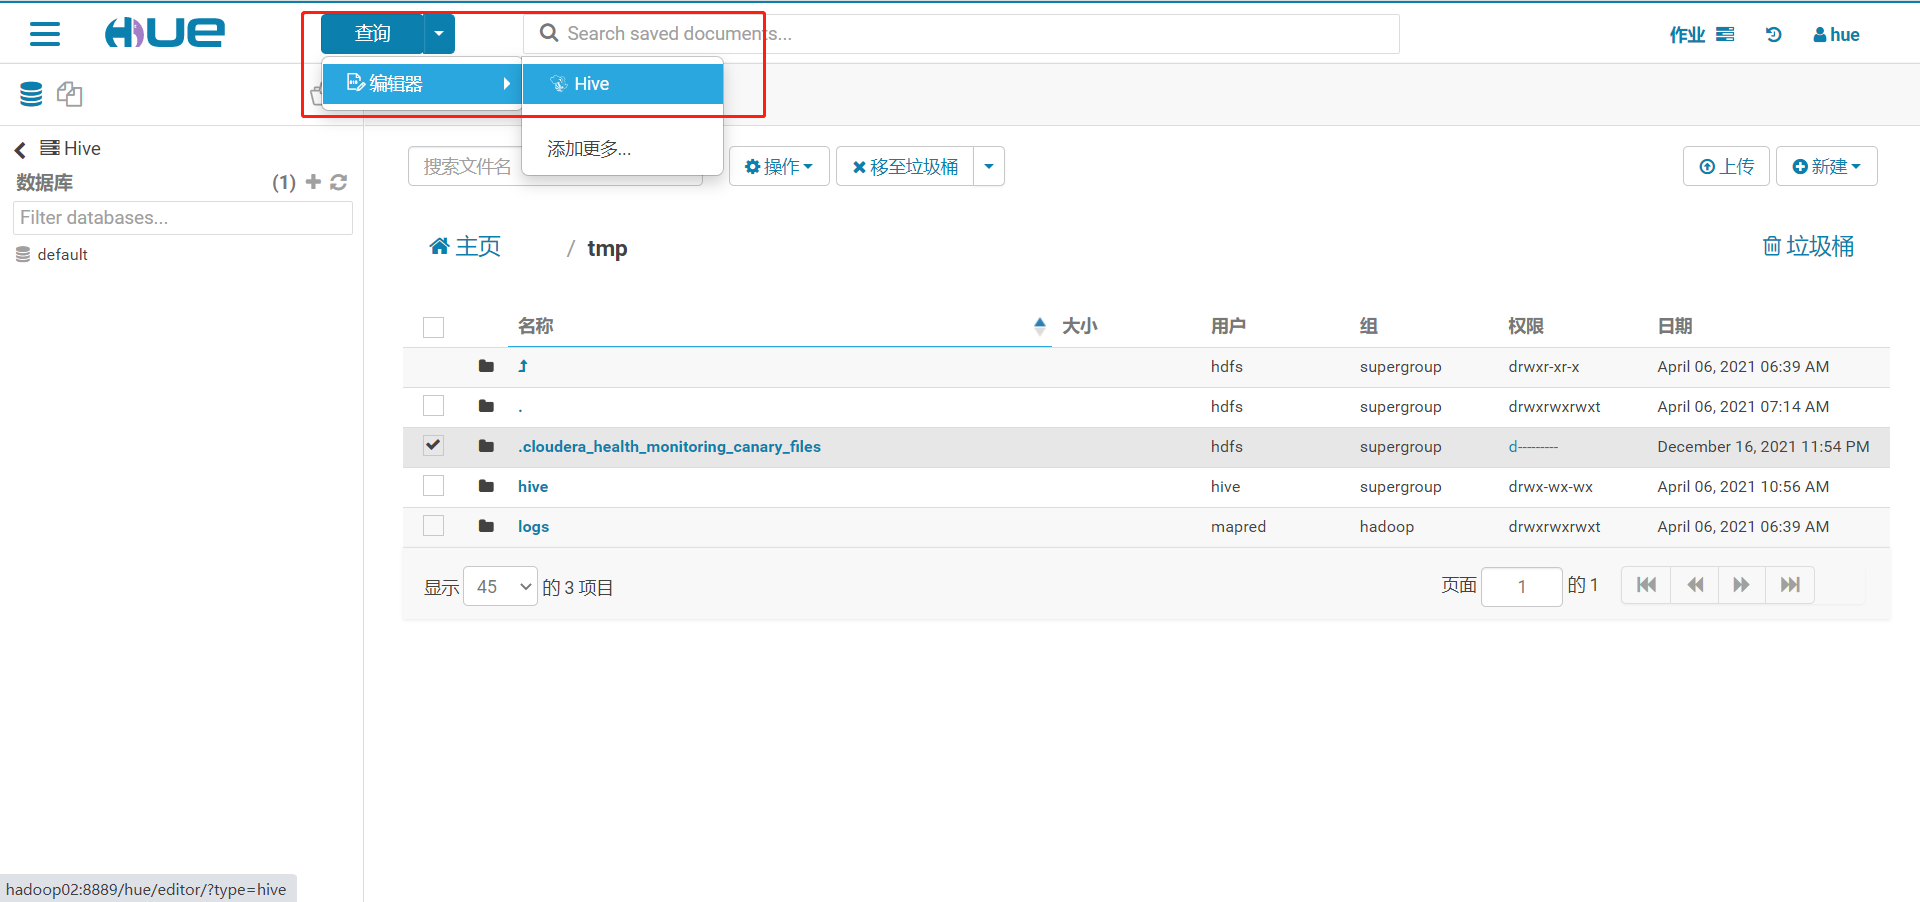 HUE
查询
Search saved documents...
作业
hue
编辑器
Hive
添加更多...
Hive
数据库
(1)
Filter databases...
default
搜索文件名
操作
移至垃圾桶
上传
新建
主页
/ tmp
垃圾桶
名称 大小 用户 组 权限 日期
hdfs supergroup drwxr-xr-x April 06, 2021 06:39 AM
. hdfs supergroup drwxrwxrwxt April 06, 2021 07:14 AM
.cloudera_health_monitoring_canary_files hdfs supergroup d--------- December 16, 2021 11:54 PM
hive hive supergroup drwx-wx-wx April 06, 2021 10:56 AM
logs mapred hadoop drwxrwxrwxt April 06, 2021 06:39 AM
显示 45 的 3 项目
页面 1 的 1
hadoop02:8889/hue/editor/?type=hive